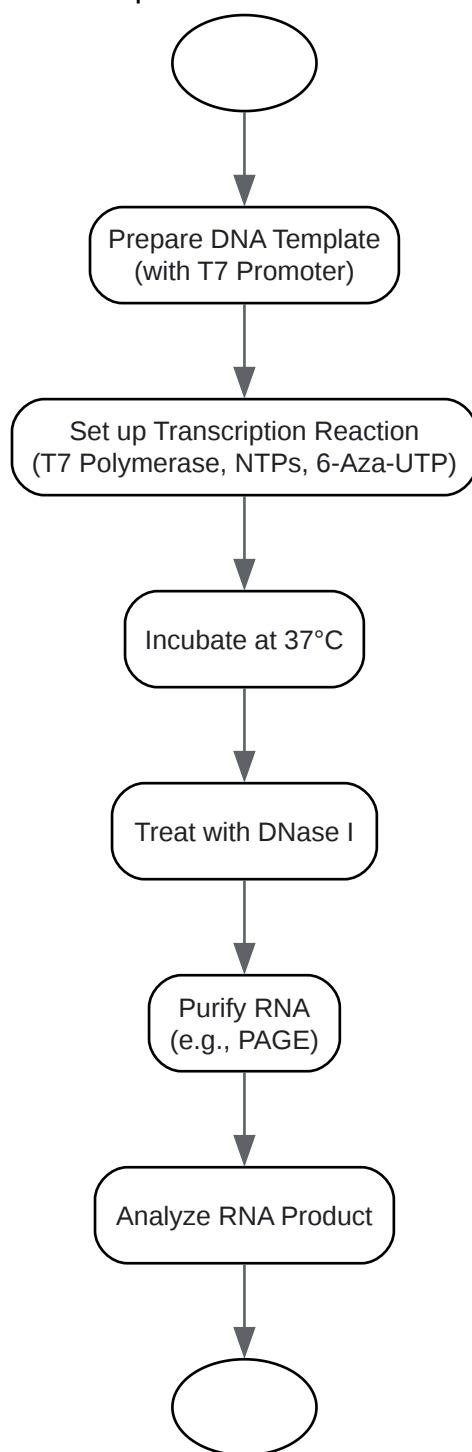 Prepare DNA Template
(with T7 Promoter)
Set up Transcription Reaction
(T7 Polymerase, NTPs, 6-Aza-UTP)
Incubate at 37°C
Treat with DNase I
Purify RNA
(e.g., PAGE)
Analyze RNA Product